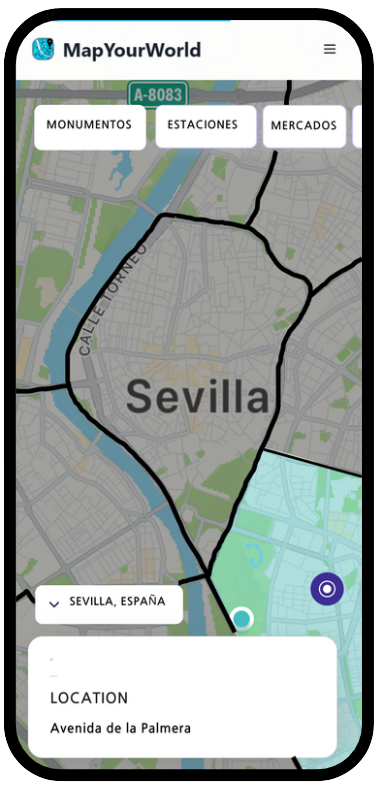 MapYourWorld
A-8083
MONUMENTOS
ESTACIONES
MERCADOS
CALLE TORNEO
Sevilla
SEVILLA, ESPAÑA
LOCATION
Avenida de la Palmera